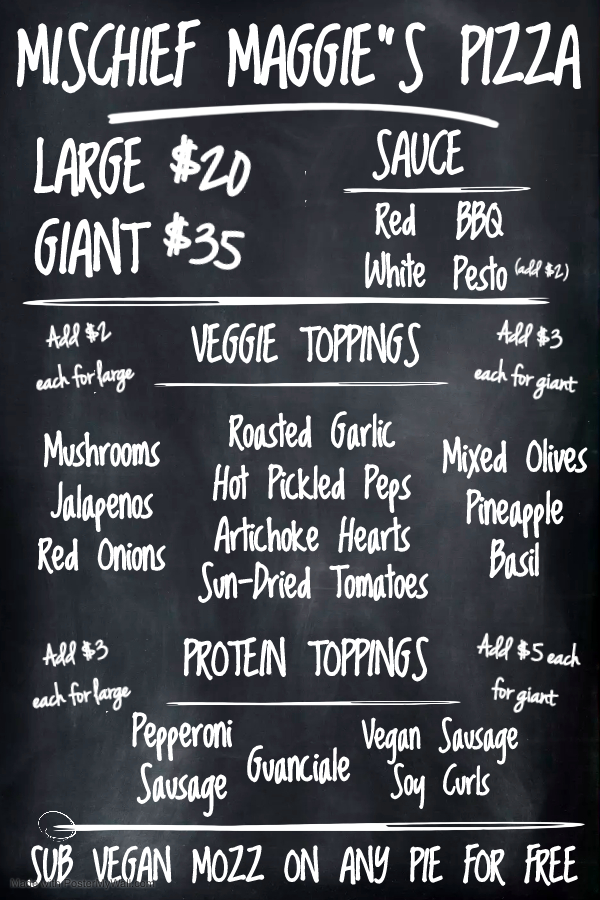 MISCHIEF MAGGIE"S PIZZA
LARGE $20
GIANT $35
SAUCE
Red BBQ
White Pesto (add $2)
Add $2
each for large
VEGGIE TOPPINGS
Add $3
each for giant
Mushrooms
Jalapenos
Red Onions
Roasted Garlic
Hot Pickled Peps
Artichoke Hearts
Sun-Dried Tomatoes
Mixed Olives
Pineapple
Basil
Add $3
each for large
PROTEIN TOPPINGS
Add $5 each
for giant
Pepperoni
Sausage
Guanciale
Vegan Sausage
Soy Curls
SUB VEGAN MOZZ ON ANY PIE FOR FREE
Made with PosterMyWall.com